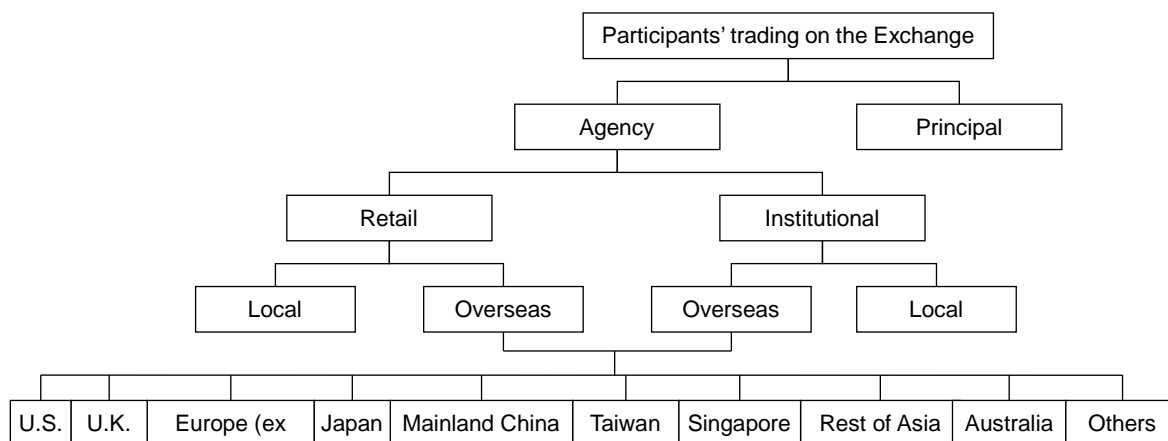 Participants’ trading on the Exchange
Agency
Principal
Retail
Institutional
Local
Overseas
Overseas
Local
U.S.
U.K.
Europe (ex
Japan
Mainland China
Taiwan
Singapore
Rest of Asia
Australia
Others